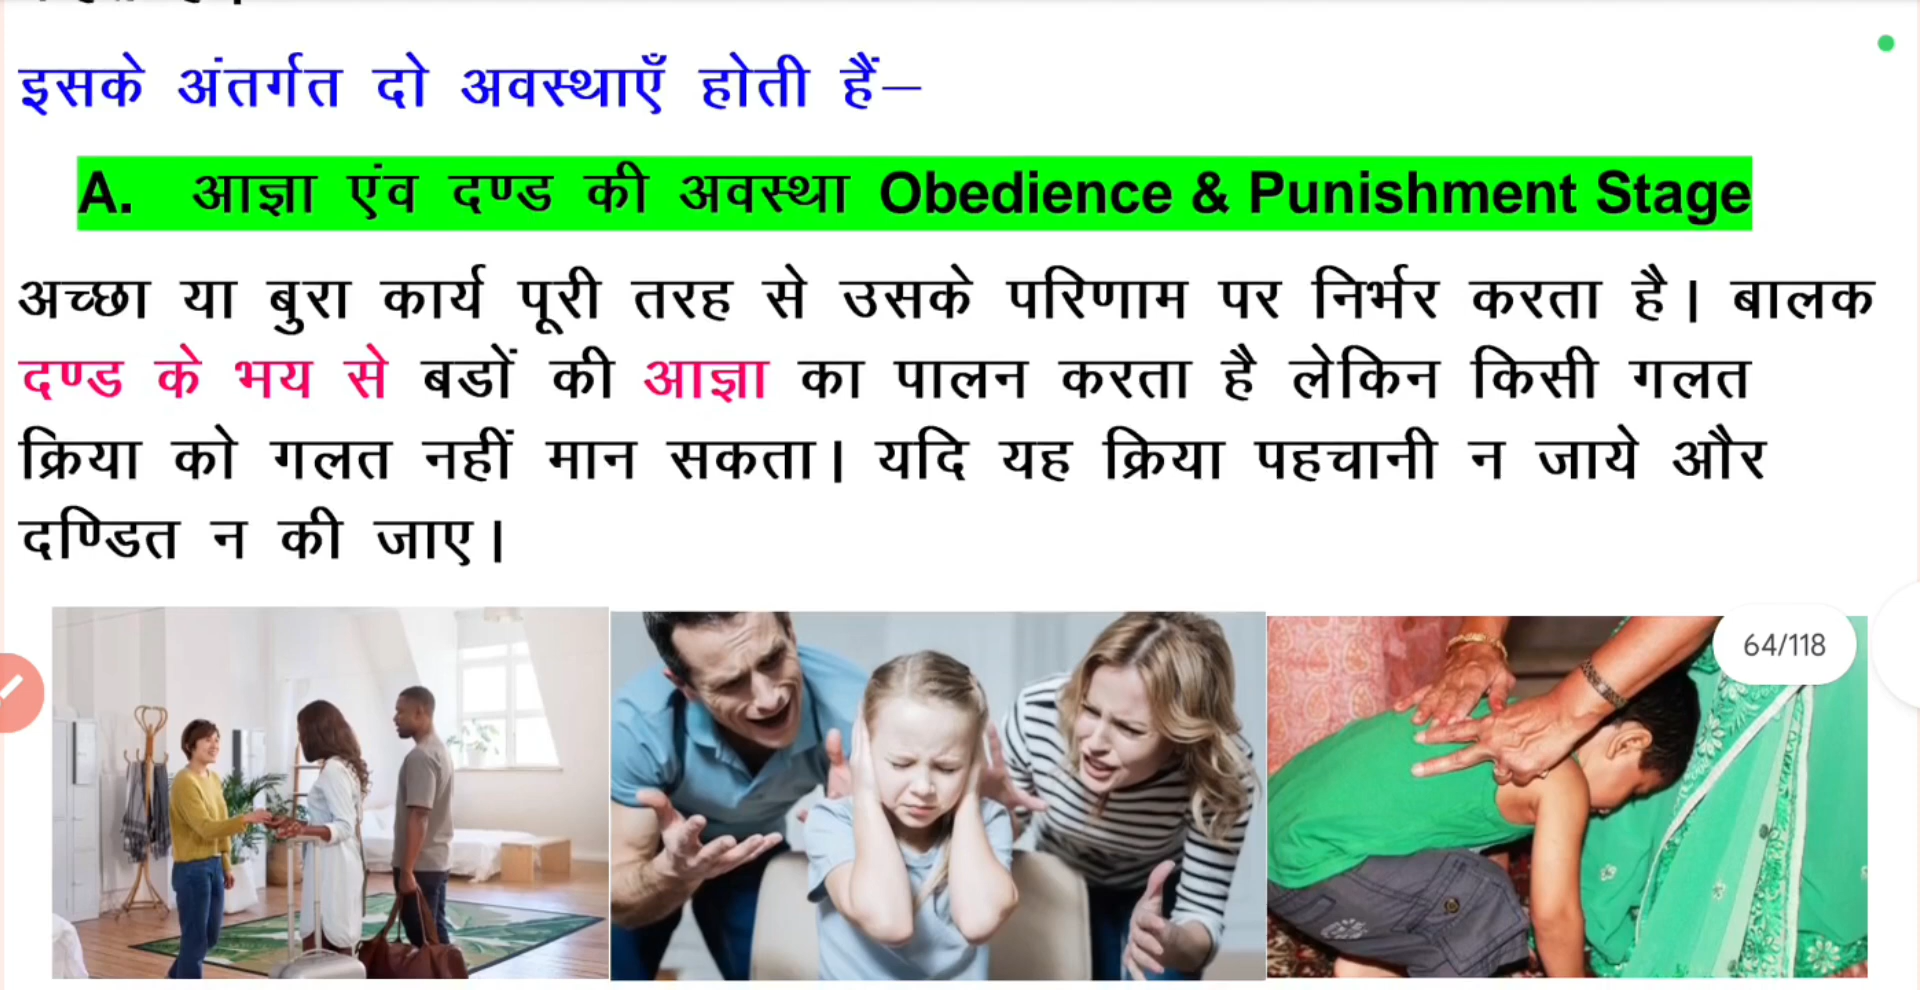 इसके अंतर्गत दो अवस्थाएँ होती हैं–
A. आज्ञा एंव दण्ड की अवस्था Obedience & Punishment Stage
अच्छा या बुरा कार्य पूरी तरह से उसके परिणाम पर निर्भर करता है। बालक
दण्ड के भय से बडों की आज्ञा का पालन करता है लेकिन किसी गलत
क्रिया को गलत नहीं मान सकता। यदि यह क्रिया पहचानी न जाये और
दण्डित न की जाए।
64/118